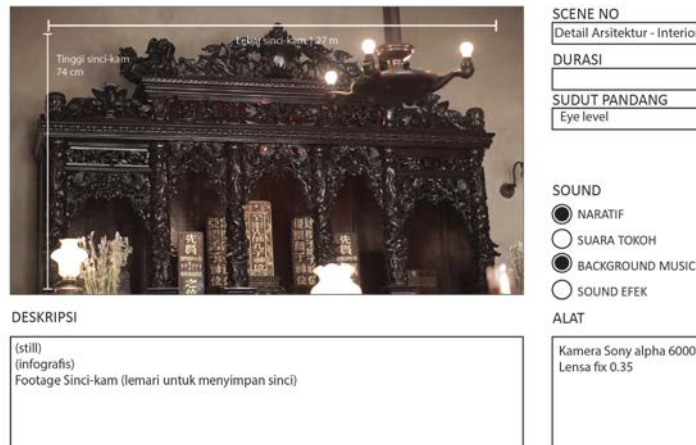 Lebar sinci-kam 1.27 m
Tinggi sinci-kam
74 cm
SCENE NO
Detail Arsitektur - Interior
DURASI
SUDUT PANDANG
Eye level
SOUND
NARATIF
SUARA TOKOH
BACKGROUND MUSIC
SOUND EFEK
DESKRIPSI
(still)
(infografis)
Footage Sinci-kam (lemari untuk menyimpan sinci)
ALAT
Kamera Sony alpha 6000
Lensa fix 0.35